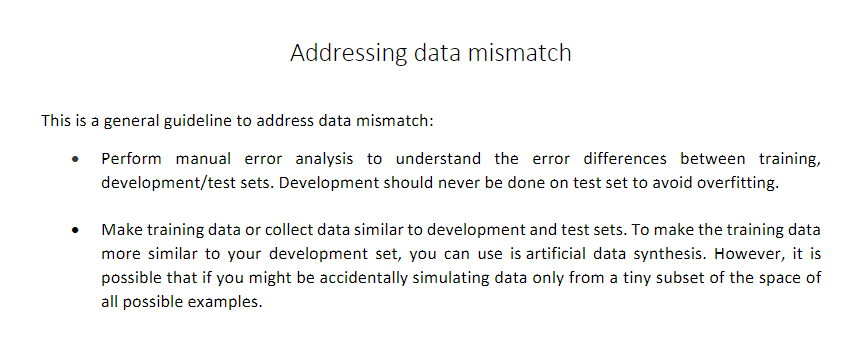 Addressing data mismatch
This is a general guideline to address data mismatch:
• Perform manual error analysis to understand the error differences between training,
development/test sets. Development should never be done on test set to avoid overfitting.
• Make training data or collect data similar to development and test sets. To make the training data
more similar to your development set, you can use is artificial data synthesis. However, it is
possible that if you might be accidentally simulating data only from a tiny subset of the space of
all possible examples.